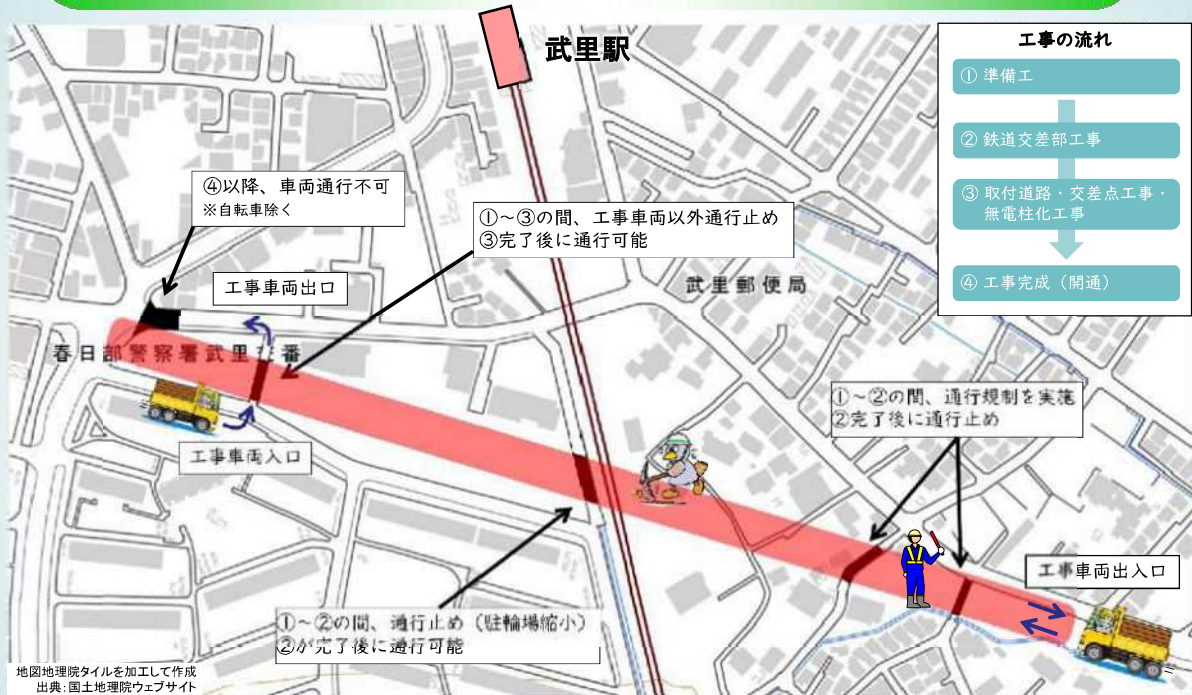 武里駅
工事の流れ
① 準備工
② 鉄道交差部工事
③ 取付道路・交差点工事・
無電柱化工事
④ 工事完成（開通）
④以降、車両通行不可
※自転車除く
①～③の間、工事車両以外通行止め
③完了後に通行可能
工事車両出口
武里郵便局
春日部警察署武里交番
①～②の間、通行規制を実施
②完了後に通行止め
工事車両入口
工事車両出入口
①～②の間、通行止め（駐輪場縮小）
②が完了後に通行可能
地図地理院タイルを加工して作成
出典：国土地理院ウェブサイト